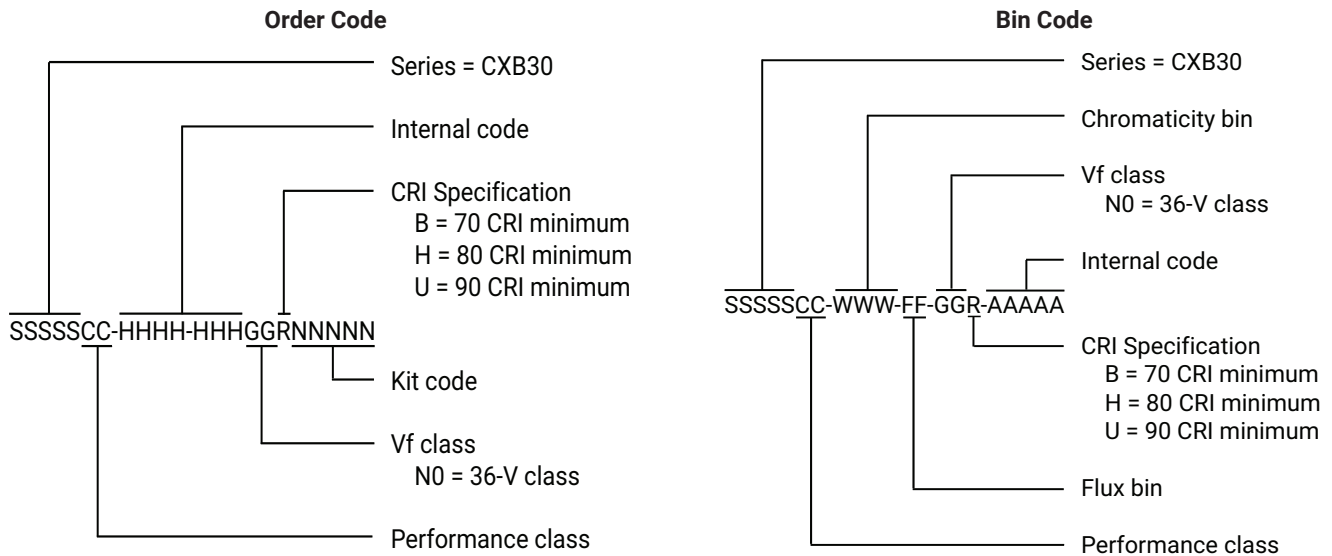 Order Code
Series = CXB30
Internal code
CRI Specification
B = 70 CRI minimum
H = 80 CRI minimum
U = 90 CRI minimum
SSSSSCC-HHHH-HHHGGRNNNNN
Kit code
Vf class
N0 = 36-V class
Performance class
Bin Code
Series = CXB30
Chromaticity bin
Vf class
N0 = 36-V class
Internal code
SSSSSCC-WWW-FF-GGR-AAAAA
CRI Specification
B = 70 CRI minimum
H = 80 CRI minimum
U = 90 CRI minimum
Flux bin
Performance class